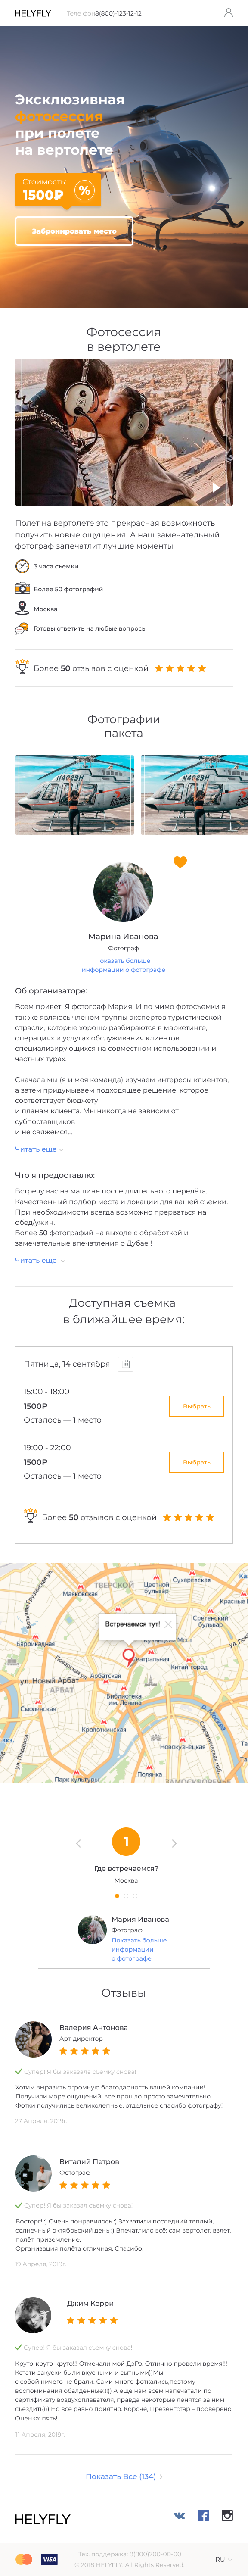 HELYFLY
Телефон 8(800)-123-12-12
Эксклюзивная
фотосессия
при полете
на вертолете
Стоимость:
1500₽
%
Забронировать место
Фотосессия
в вертолете
Полет на вертолете это прекрасная возможность
получить новые ощущения! А наш замечательный
фотограф запечатлит лучшие моменты
3 часа съемки
Более 50 фотографий
Москва
Готовы ответить на любые вопросы
Более 50 отзывов с оценкой
Фотографии
пакета
N402SH
N402SH
Марина Иванова
Фотограф
Показать больше
информации о фотографе
Об организаторе:
Всем привет! Я фотограф Мария! И по мимо фотосъемки я
так же являюсь членом группы экспертов туристической
отрасли, которые хорошо разбираются в маркетинге,
операциях и услугах обслуживания клиентов,
специализирующихся на совместном использовании и
частных турах.
Сначала мы (я и моя команда) изучаем интересы клиентов,
а затем придумываем подходящее решение, которое
соответствует бюджету
и планам клиента. Мы никогда не зависим от
субпоставщиков
и не свяжемся...
Читать еще
Что я предоставлю:
Встречу вас на машине после длительного перелёта.
Качественный подбор места и локации для вашей съемки.
При необходимости всегда возможно прерваться на
обед/ужин.
Более 50 фотографий на выходе с обработкой и
замечательные впечатления о Дубае !
Читать еще
Доступная съемка
в ближайшее время:
Пятница, 14 сентября
15:00 - 18:00
1500₽
Осталось — 1 место
Выбрать
19:00 - 22:00
1500₽
Осталось — 1 место
Выбрать
Более 50 отзывов с оценкой
ТВЕРСКОЙ
Цветной
бульвар
Сухаревская
Маяковская
Красные
Сретенский
бульвар
Встречаемся тут!
Баррикадная
Кузнецкий Мост
Театральная
Китай-город
Поварская ул.
Арбатская
ул. Новый Арбат
АРБАТ
Библиотека
им. Ленина
Смоленская
Кропоткинская
Новокузнецкая
Полянка
Парк культуры
ЗАМОСКВОРЕЧЬЕ
1
Где встречаемся?
Москва
Мария Иванова
Фотограф
Показать больше
информации
о фотографе
Отзывы
Валерия Антонова
Арт-директор
Супер! Я бы заказала съемку снова!
Хотим выразить огромную благодарность вашей компании!
Получили море ощущений, все прошло просто замечательно.
Фотки получились великолепные, отдельное спасибо фотографу!
27 Апреля, 2019г.
Виталий Петров
Фотограф
Супер! Я бы заказал съемку снова!
Восторг! :) Очень понравилось :) Захватили последний теплый,
солнечный октябрьский день :) Впечатлило всё: сам вертолет, взлет,
полёт, приземление.
Организация полёта отличная. Спасибо!
19 Апреля, 2019г.
Джим Керри
Супер! Я бы заказал съемку снова!
Круто-круто-круто!!! Отмечали мой ДэРэ. Отлично провели время!!!
Кстати закуски были вкусными и сытными))Мы
с собой ничего не брали. Сами много фоткались,поэтому
воспоминания обалденные!!!)) А еще нам всем напечатали по
сертификату воздухоплавателя, правда некоторые ленятся за ним
съездить))) Но все равно приятно. Короче, Пренстиптар – проверено.
Оценка: пять!
11 Апреля, 2019г.
Показать Все (134)
HELYFLY
VISA
Тех. поддержка: 8(800)700-00-00
© 2018 HELYFLY. All Rights Reserved
RU